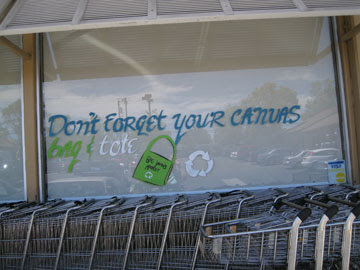 Don't forget your canvas
bag & tote